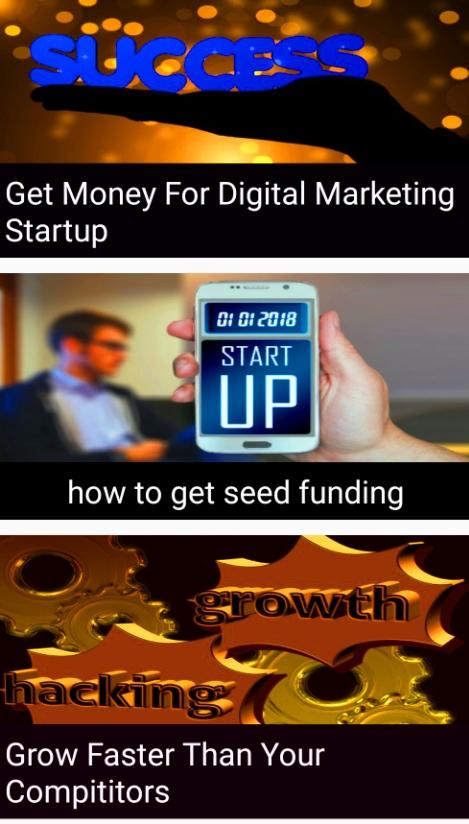 SUCCESS
Get Money For Digital Marketing
Startup
01 01 2018
START
UP
how to get seed funding
growth
hacking
Grow Faster Than Your
Compititors